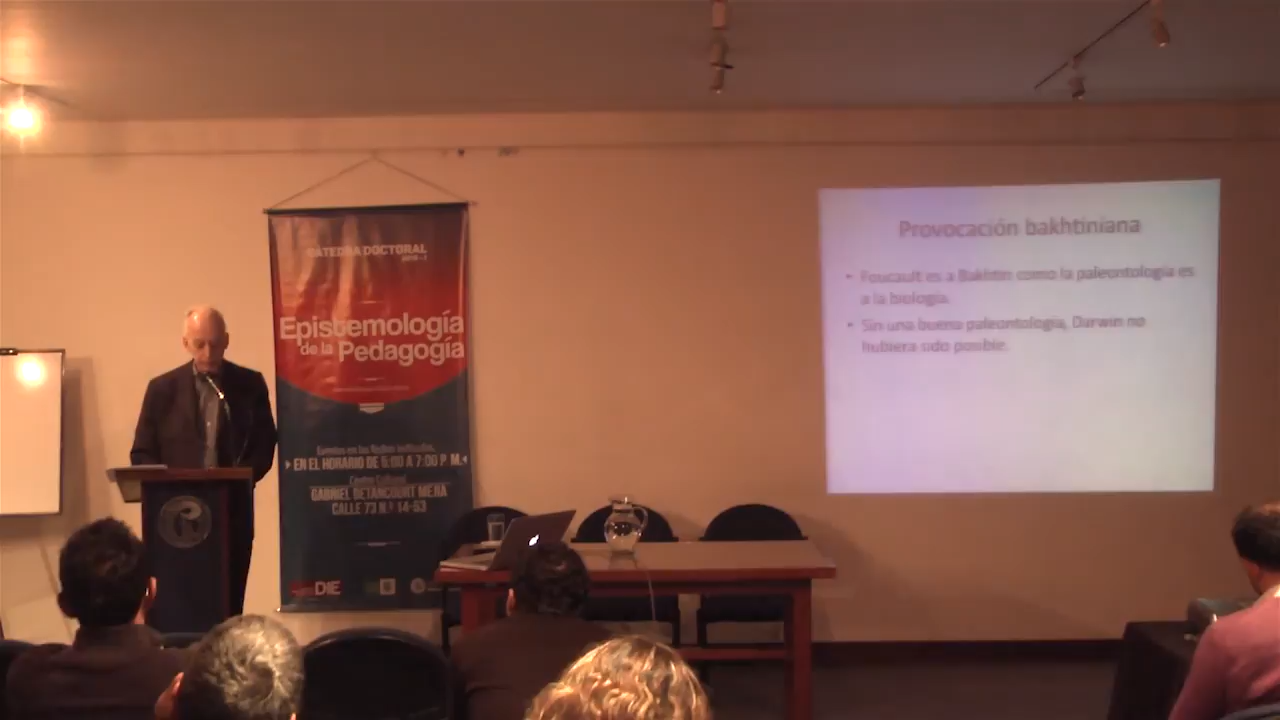 CÁTEDRA DOCTORAL
Epistemología
de la Pedagogía
EN EL HORARIO DE 5:00 A 7:00 P. M.
GABRIEL BETANCOURT MEJÍA
CALLE 73 N.º 14-53
DIE
Provocación bakhtiniana
• Foucault es a Bakhtin como la paleontología es
a la biología.
• Sin una buena paleontología, Darwin no
hubiera sido posible.